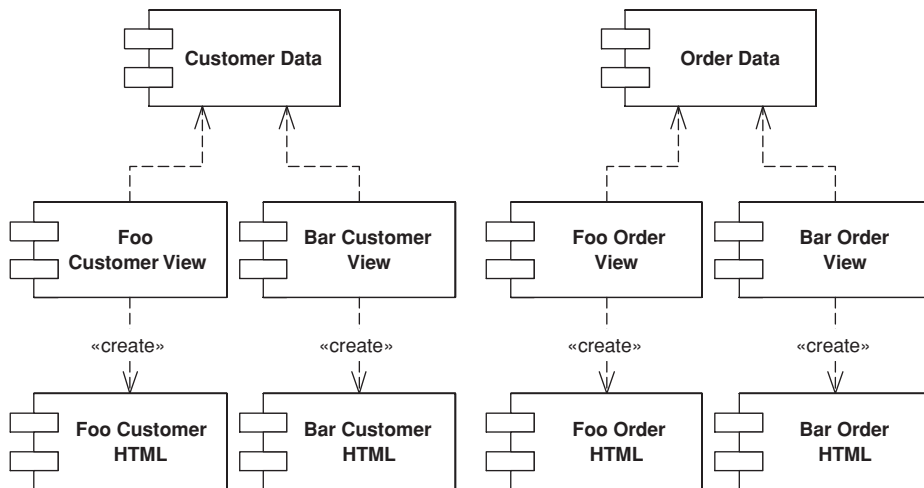 Customer Data
Order Data
Foo
Customer View
Bar Customer
View
Foo Order
View
Bar Order
View
«create»
«create»
«create»
«create»
Foo Customer
HTML
Bar Customer
HTML
Foo Order
HTML
Bar Order
HTML